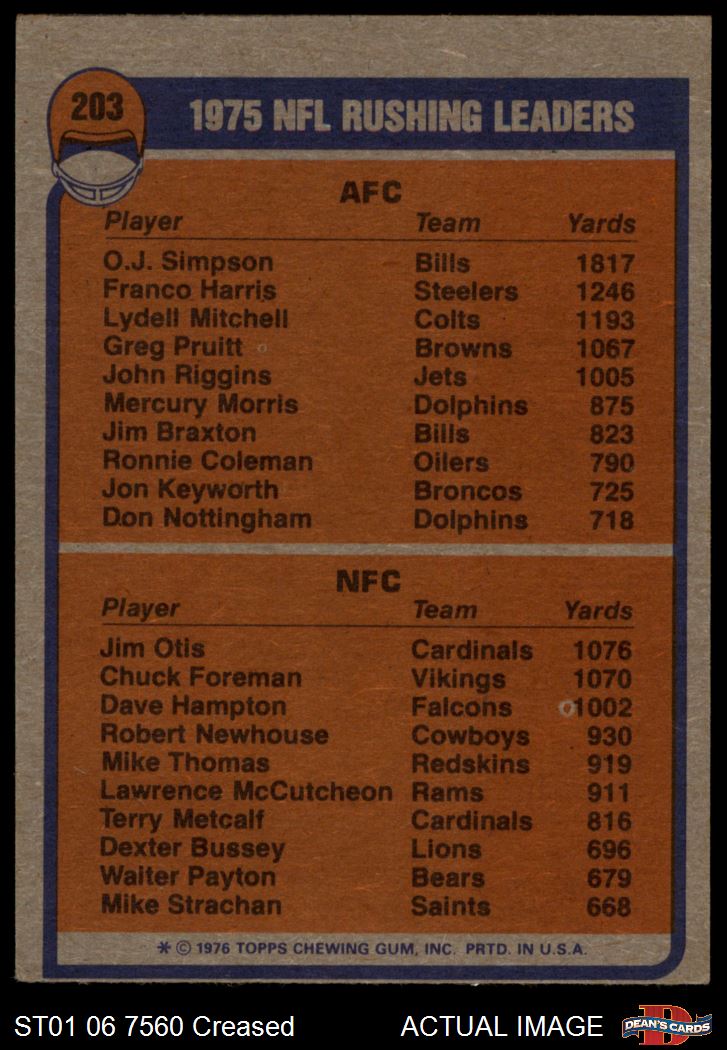 203
1975 NFL RUSHING LEADERS
AFC
Player Team Yards
O.J. Simpson Bills 1817
Franco Harris Steelers 1246
Lydell Mitchell Colts 1193
Greg Pruitt Browns 1067
John Riggins Jets 1005
Mercury Morris Dolphins 875
Jim Braxton Bills 823
Ronnie Coleman Oilers 790
Jon Keyworth Broncos 725
Don Nottingham Dolphins 718
NFC
Player Team Yards
Jim Otis Cardinals 1076
Chuck Foreman Vikings 1070
Dave Hampton Falcons 1002
Robert Newhouse Cowboys 930
Mike Thomas Redskins 919
Lawrence McCutcheon Rams 911
Terry Metcalf Cardinals 816
Dexter Bussey Lions 696
Walter Payton Bears 679
Mike Strachan Saints 668
* © 1976 TOPPS CHEWING GUM, INC. PRTD. IN U.S.A.
ST01 06 7560 Creased ACTUAL IMAGE D DEAN'S CARDS